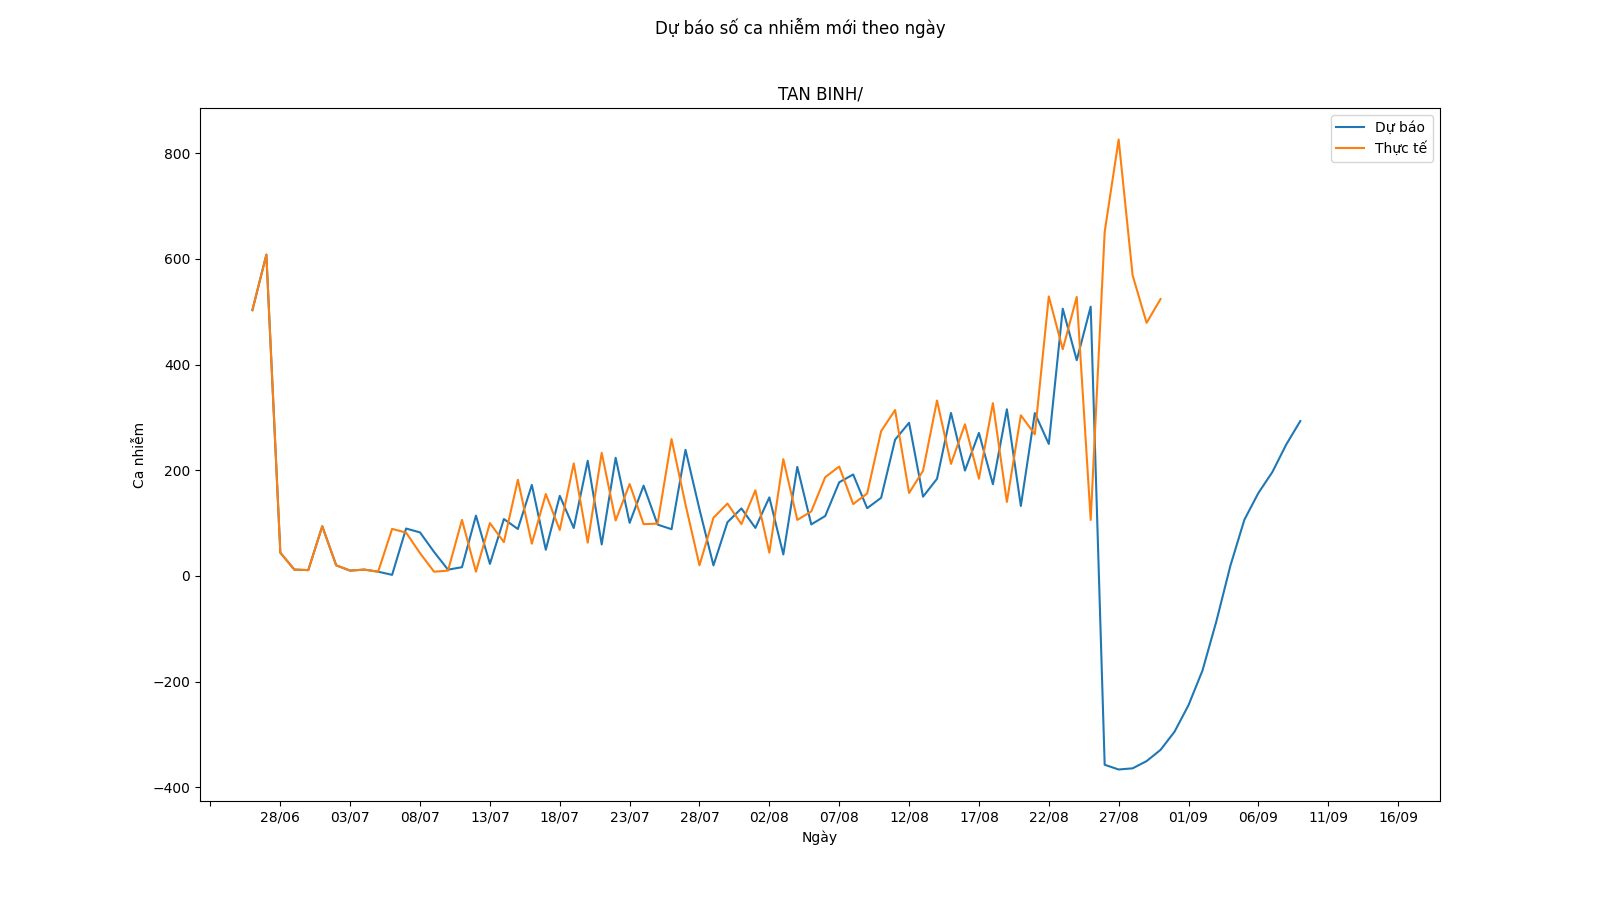 Dự báo số ca nhiễm mới theo ngày
TAN BINH/
Dự báo
Thực tế
800
600
400
200
0
−200
−400
Ca nhiễm
28/06 03/07 08/07 13/07 18/07 23/07 28/07 02/08 07/08 12/08 17/08 22/08 27/08 01/09 06/09 11/09 16/09
Ngày